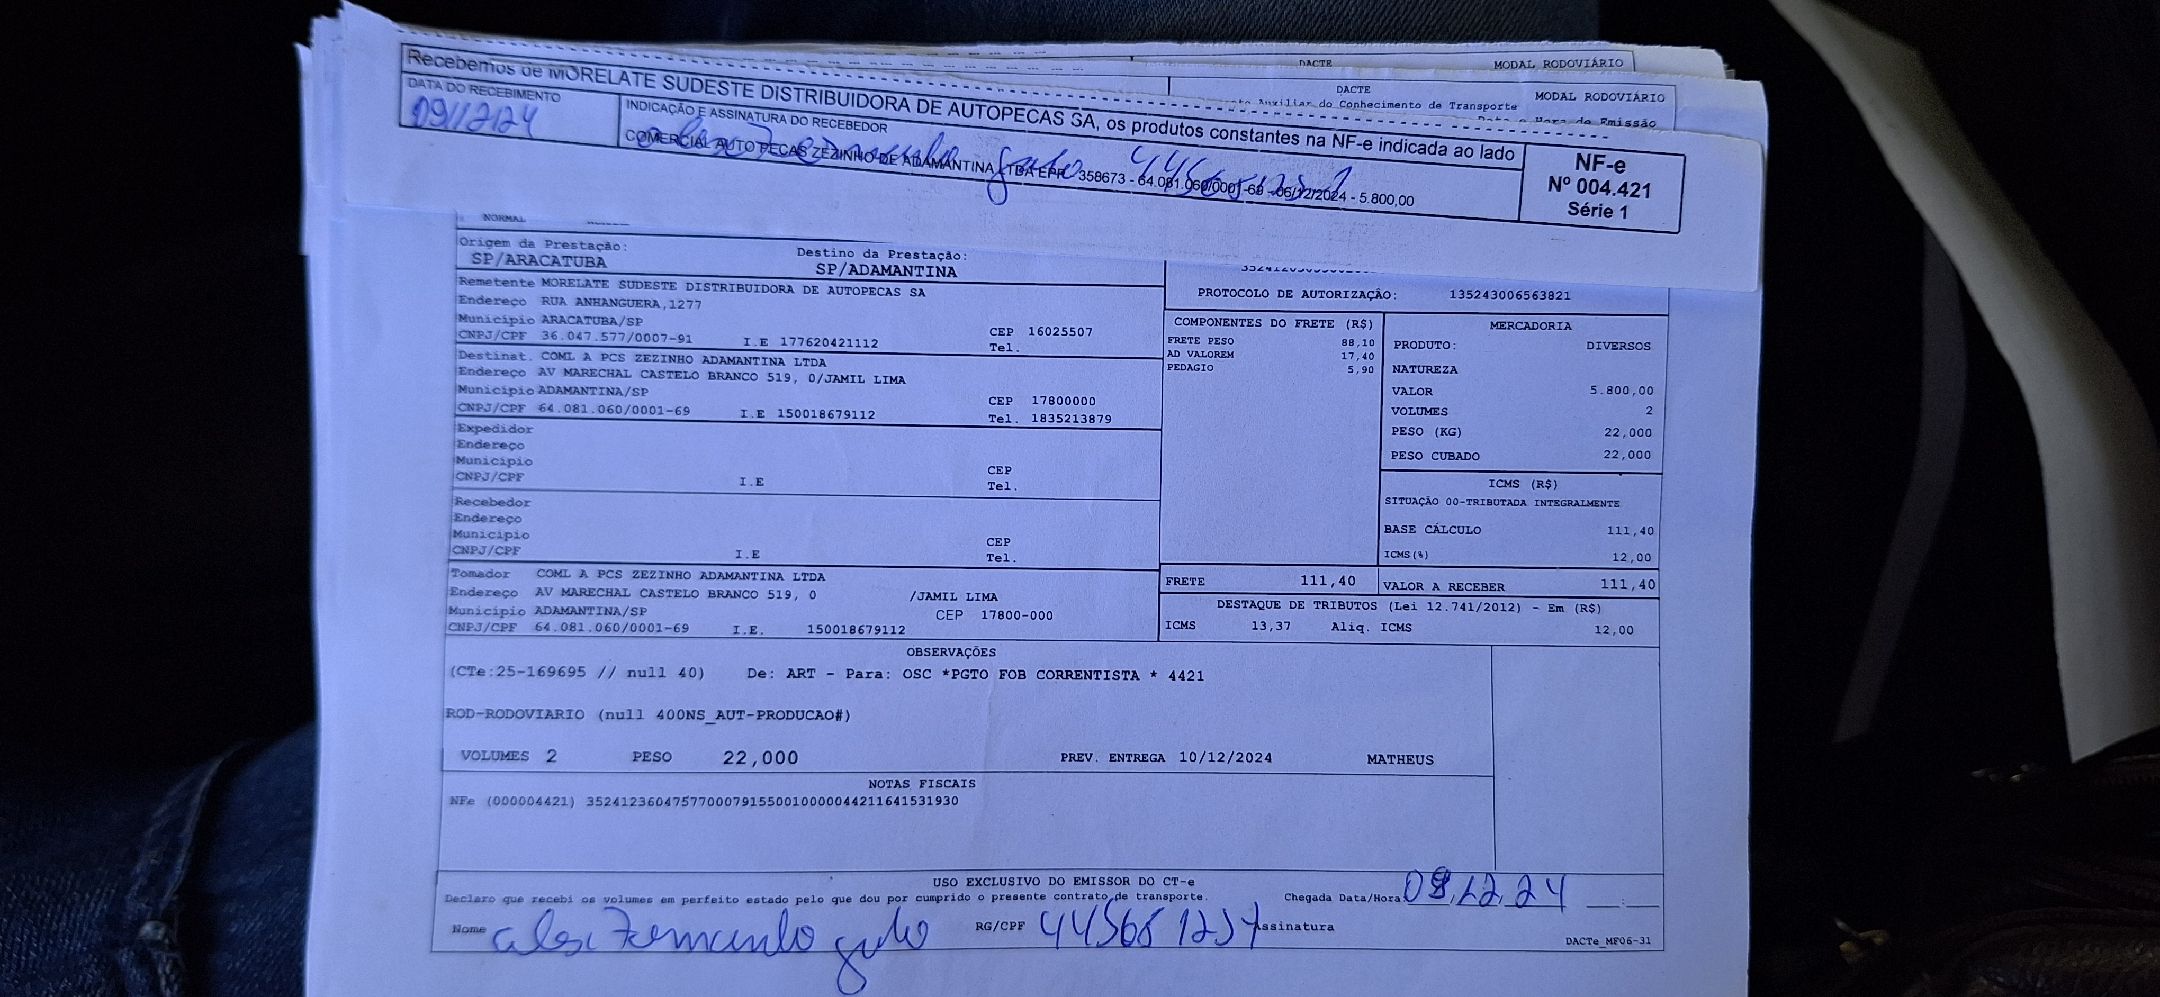 DACTE
MODAL RODOVIÁRIO
DACTE
MODAL RODOVIÁRIO
Auxiliar do Conhecimento de Transporte
Data e Hora de Emissão
Recebemos de MORELATE SUDESTE DISTRIBUIDORA DE AUTOPECAS SA, os produtos constantes na NF-e indicada ao lado
DATA DO RECEBIMENTO
09/12/24
INDICAÇÃO E ASSINATURA DO RECEBEDOR
COMERCIAL AUTO PECAS ZEZINHO DE ADAMANTINA LTDA EPP 358673 - 64.081.060/0001-69 - 06/12/2024 - 5.800,00
NF-e
Nº 004.421
Série 1
NORMAL
Origem da Prestação:
SP/ARACATUBA
Destino da Prestação:
SP/ADAMANTINA
Remetente MORELATE SUDESTE DISTRIBUIDORA DE AUTOPECAS SA
Endereço RUA ANHANGUERA,1277
Município ARACATUBA/SP
CEP 16025507
CNPJ/CPF 36.047.577/0007-91 I.E 177620421112 Tel.
Destinat. COML A PCS ZEZINHO ADAMANTINA LTDA
Endereço AV MARECHAL CASTELO BRANCO 519, 0/JAMIL LIMA
Município ADAMANTINA/SP CEP 17800000
CNPJ/CPF 64.081.060/0001-69 I.E 150018679112 Tel. 1835213879
Expedidor
Endereço
Município CEP
CNPJ/CPF I.E Tel.
Recebedor
Endereço
Município CEP
CNPJ/CPF I.E Tel.
Tomador COML A PCS ZEZINHO ADAMANTINA LTDA
Endereço AV MARECHAL CASTELO BRANCO 519, 0 /JAMIL LIMA
Município ADAMANTINA/SP CEP 17800-000
CNPJ/CPF 64.081.060/0001-69 I.E. 150018679112
PROTOCOLO DE AUTORIZAÇÃO: 135243006563821
COMPONENTES DO FRETE (R$)
FRETE PESO 88,10
AD VALOREM 17,40
PEDAGIO 5,90
MERCADORIA
PRODUTO: DIVERSOS
NATUREZA
VALOR 5.800,00
VOLUMES 2
PESO (KG) 22,000
PESO CUBADO 22,000
ICMS (R$)
SITUAÇÃO 00-TRIBUTADA INTEGRALMENTE
BASE CÁLCULO 111,40
ICMS(%) 12,00
FRETE 111,40 VALOR A RECEBER 111,40
DESTAQUE DE TRIBUTOS (Lei 12.741/2012) - Em (R$)
ICMS 13,37 Aliq. ICMS 12,00
OBSERVAÇÕES
(CTe:25-169695 // null 40) De: ART - Para: OSC *PGTO FOB CORRENTISTA * 4421
ROD-RODOVIARIO (null 400NS_AUT-PRODUCAO#)
VOLUMES 2 PESO 22,000 PREV. ENTREGA 10/12/2024 MATHEUS
NOTAS FISCAIS
NFe (000004421) 35241236047577000791550010000044211641531930
USO EXCLUSIVO DO EMISSOR DO CT-e
Declaro que recebi os volumes em perfeito estado pelo que dou por cumprido o presente contrato de transporte.
Chegada Data/Hora: 09,12,24 :
Nome RG/CPF 445681237 Assinatura
DACTe_MF06-31